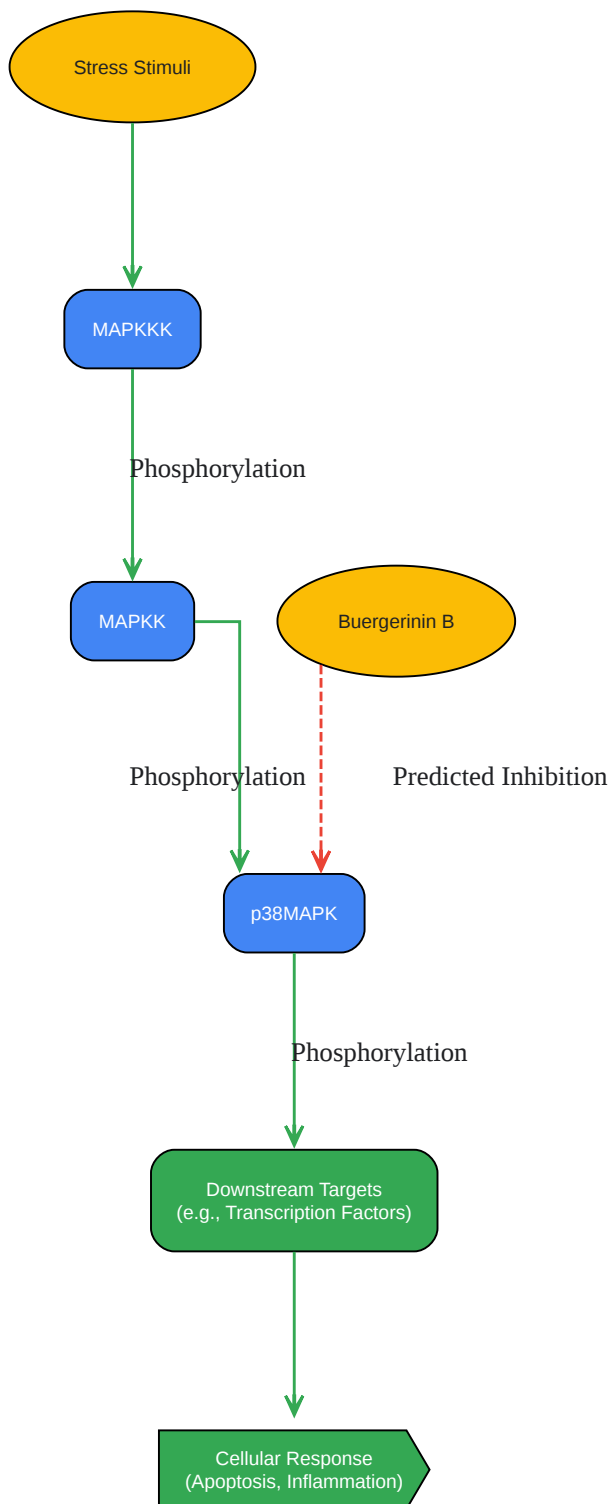 Stress Stimuli
MAPKKK
Phosphorylation
MAPKK
Buergerinin B
Phosphorylation
Predicted Inhibition
p38MAPK
Phosphorylation
Downstream Targets
(e.g., Transcription Factors)
Cellular Response
(Apoptosis, Inflammation)